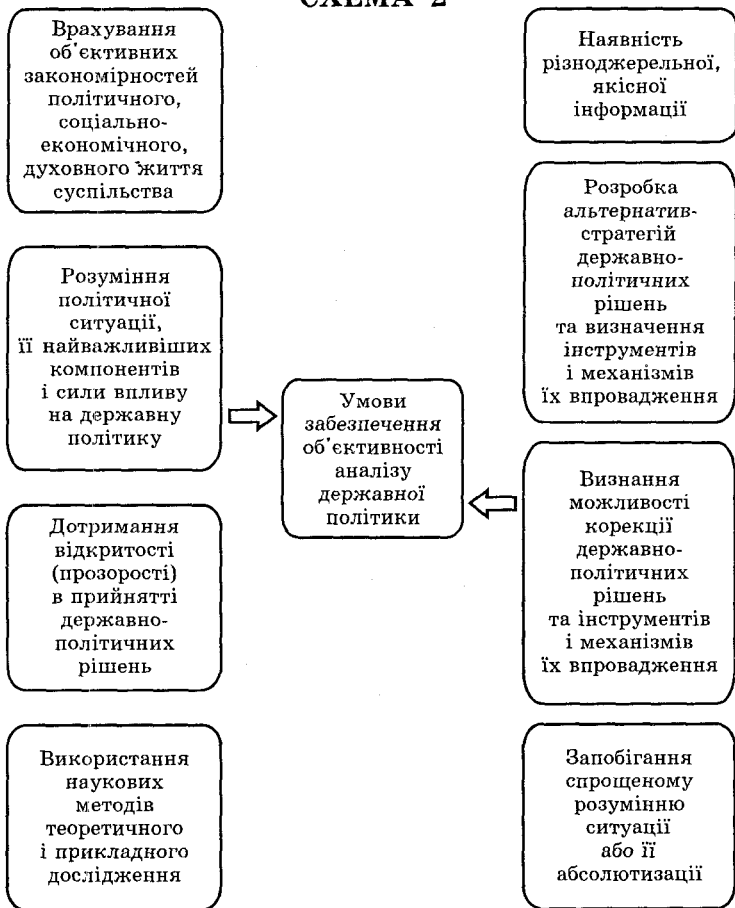 СХЕМА 2
Врахування
об'єктивних
закономірностей
політичного,
соціально-
економічного,
духовного життя
суспільства
Розуміння
політичної
ситуації,
її найважливіших
компонентів
і сили впливу
на державну
політику
Дотримання
відкритості
(прозорості)
в прийнятті
державно-
політичних
рішень
Використання
наукових
методів
теоретичного
і прикладного
дослідження
Умови
забезпечення
об'єктивності
аналізу
державної
політики
Наявність
різноджерельної,
якісної
інформації
Розробка
альтернатив-
стратегій
державно-
політичних
рішень
та визначення
інструментів
і механізмів
їх впровадження
Визнання
можливості
корекції
державно-
політичних
рішень
та інструментів
і механізмів
їх впровадження
Запобігання
спрощеному
розумінню
ситуації
або її
абсолютизації